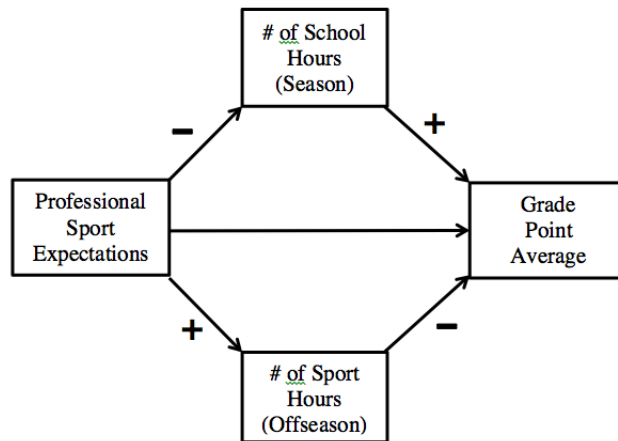 # of School
Hours
(Season)
−
+
Professional
Sport
Expectations
Grade
Point
Average
+
−
# of Sport
Hours
(Offseason)